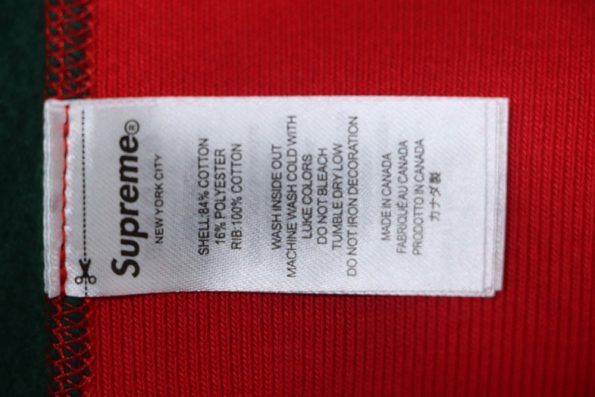 Supreme®
NEW YORK CITY
SHELL:84% COTTON
16% POLYESTER
RIB:100% COTTON
WASH INSIDE OUT
MACHINE WASH COLD WITH
LUKE COLORS
DO NOT BLEACH
TUMBLE DRY LOW
DO NOT IRON DECORATION
MADE IN CANADA
FABRIQUÉ AU CANADA
PRODOTTO IN CANADA
カナダ製